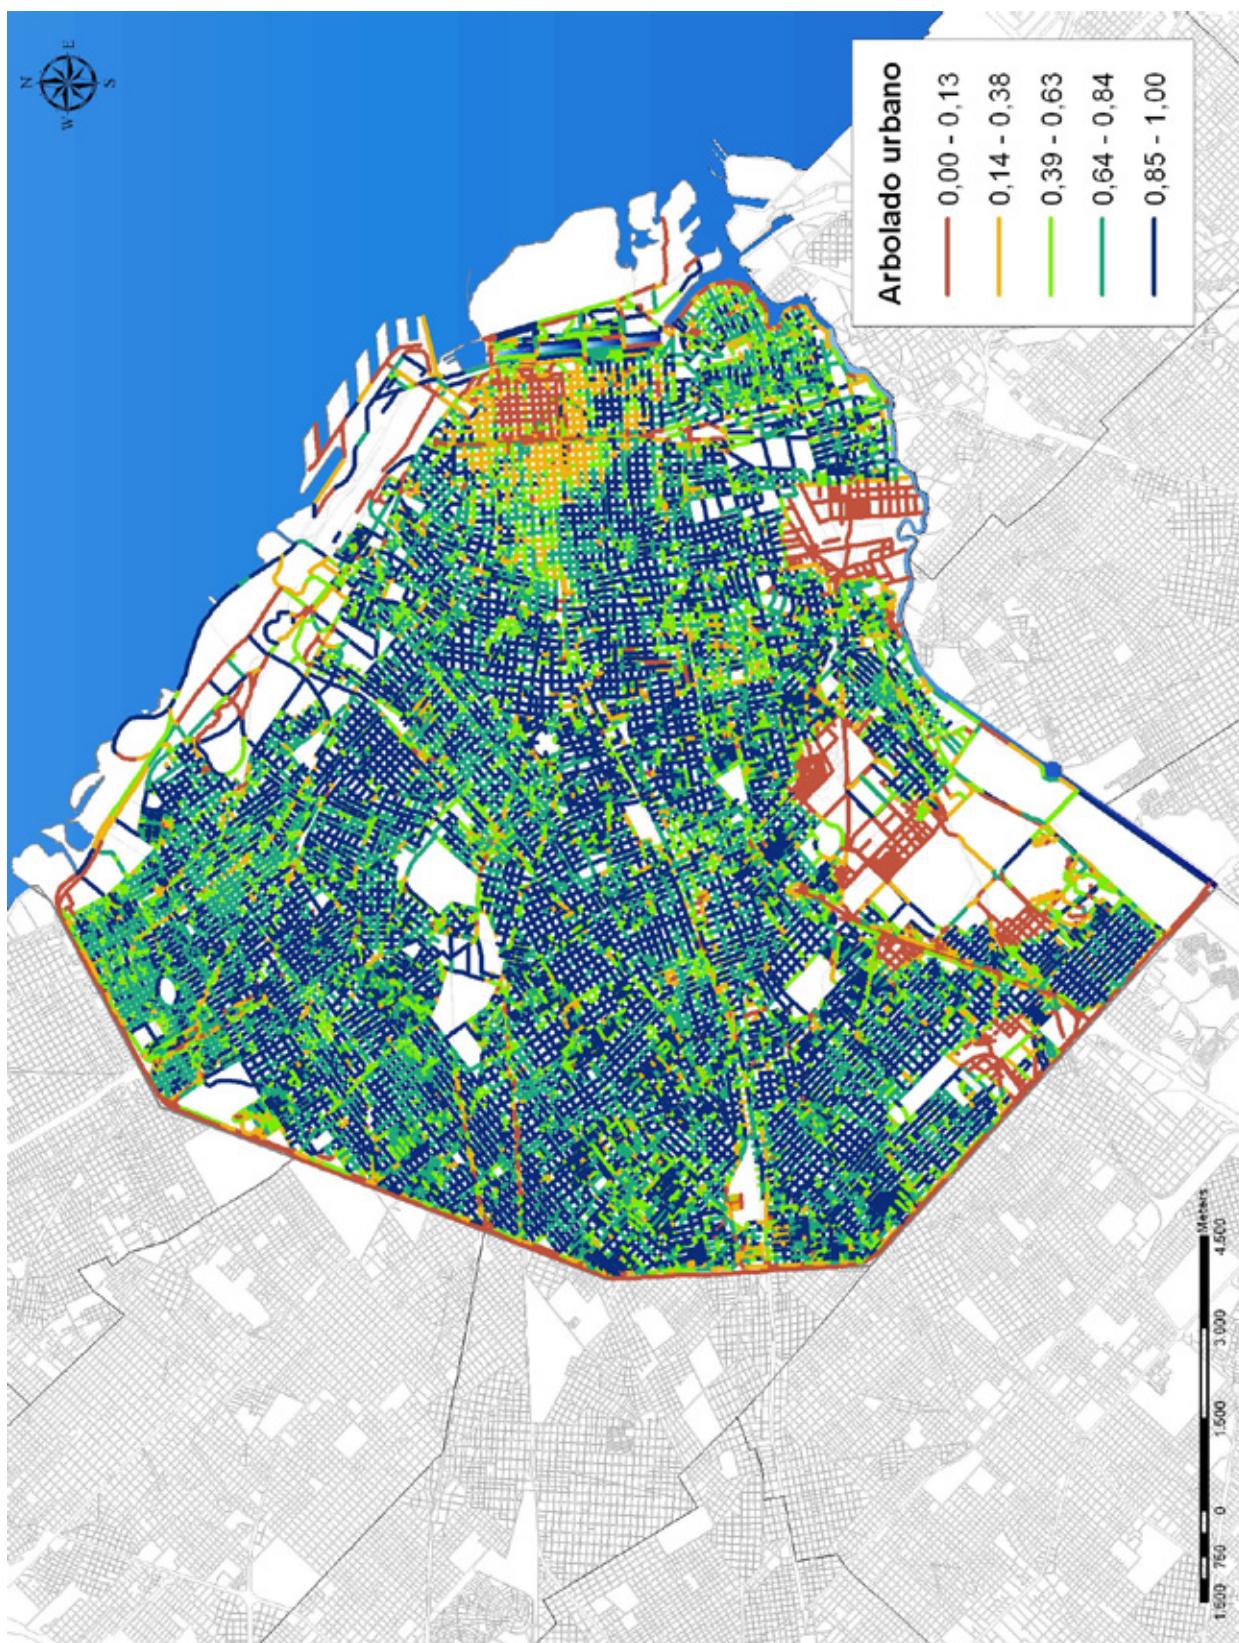 N
E
W
S
Arbolado urbano
0,00 - 0,13
0,14 - 0,38
0,39 - 0,63
0,64 - 0,84
0,85 - 1,00
Meters
1.500 750 0 1.500 3.000 4.500